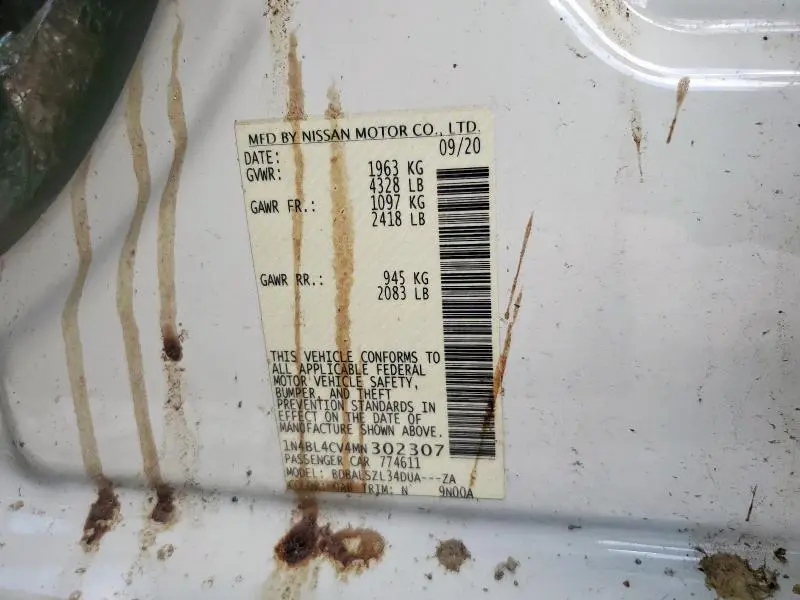 MFD BY NISSAN MOTOR CO., LTD.
DATE: 09/20
GVWR: 1963 KG
4328 LB
GAWR FR.: 1097 KG
2418 LB
GAWR RR.: 945 KG
2083 LB
THIS VEHICLE CONFORMS TO
ALL APPLICABLE FEDERAL
MOTOR VEHICLE SAFETY,
BUMPER, AND THEFT
PREVENTION STANDARDS IN
EFFECT ON THE DATE OF
MANUFACTURE SHOWN ABOVE.
1N4BL4CV4MN302307
PASSENGER CAR 774611
MODEL: BDBALSZL34DUA---ZA
TRIM: N 9N00A